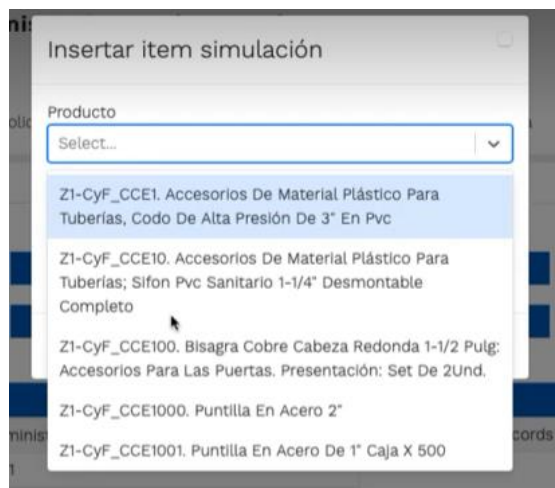 Insertar item simulación
Producto
Select...
Z1-CyF_CCE1. Accesorios De Material Plástico Para
Tuberías, Codo De Alta Presión De 3" En Pvc
Z1-CyF_CCE10. Accesorios De Material Plástico Para
Tuberías; Sifon Pvc Sanitario 1-1/4" Desmontable
Completo
Z1-CyF_CCE100. Bisagra Cobre Cabeza Redonda 1-1/2 Pulg:
Accesorios Para Las Puertas. Presentación: Set De 2Und.
Z1-CyF_CCE1000. Puntilla En Acero 2"
Z1-CyF_CCE1001. Puntilla En Acero De 1" Caja X 500